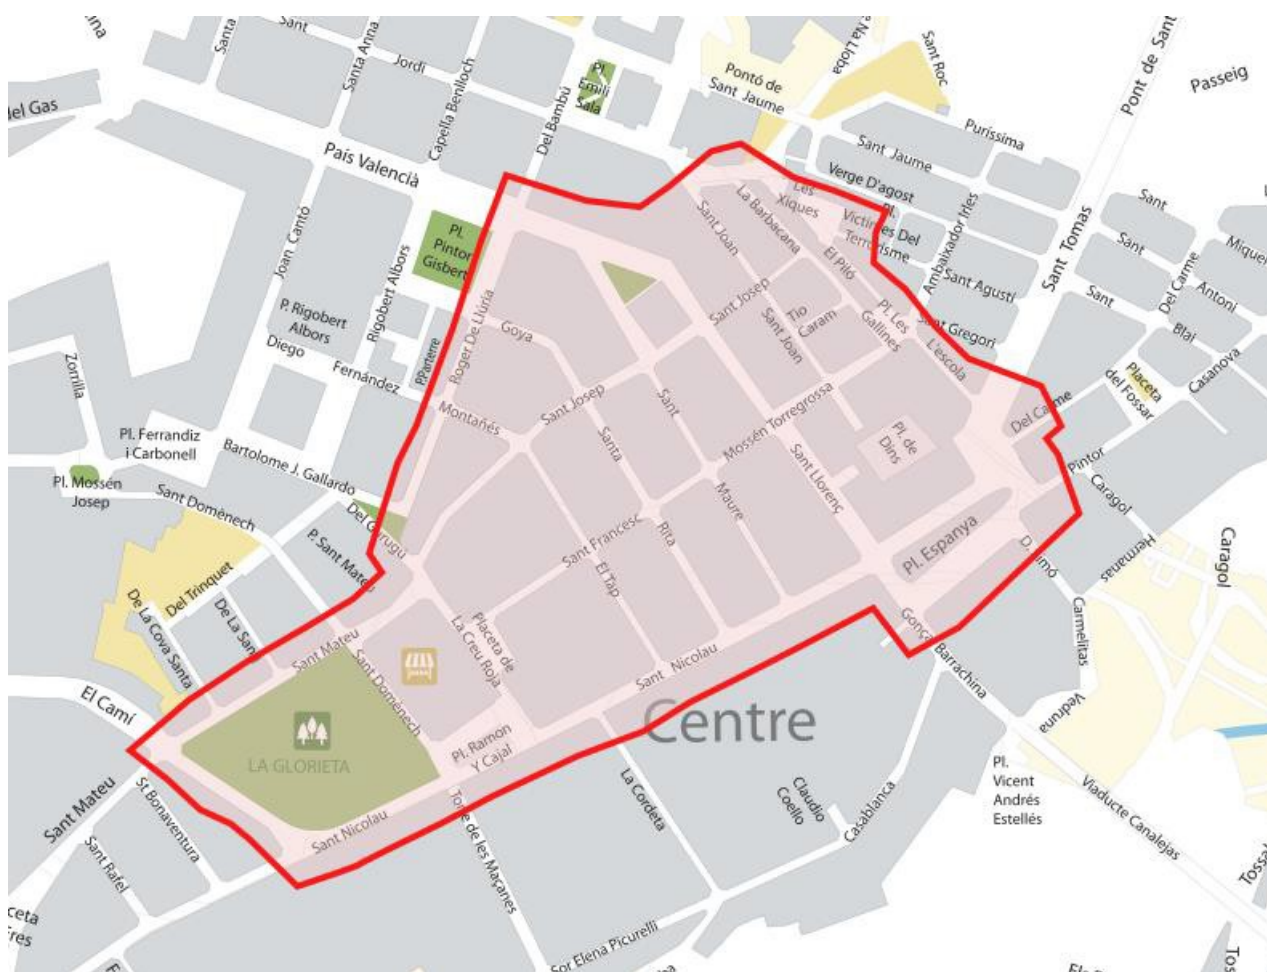 Sant
Santa
Santa Anna
Jordi
Capella Benlloch
Del Bambú
Pl.
Emili
Sala
Pontó de
Sant Jaume
Na Lloba
Sant Roc
Pont de Sant
Passeig
del Gas
País Valencià
Puríssima
Sant Jaume
Verge D'agost
Les
Xiques
La Barbacana
Pl.
Víctimes Del
Terrorisme
Ambaixador Irles
Sant Tomas
Sant
Sant
Miquel
Del Carme
Antoni
Sant
Blai
Casanova
Joan Cantó
Rigobert Albors
Pl.
Pintor
Gisbert
Sant Joan
El Piló
Sant Agustí
Sant Josep
Tio
Caram
Sant Joan
Pl. Les
Gallines
Sant Gregori
L'escola
P. Rigobert
Albors
Diego
Fernández
P.Parterre
Roger De Llúria
Goya
Zorrilla
Placeta
del Fossar
Del Carme
Montañés
Sant Josep
Sant
Mossén Torregrossa
Pl. de
Dins
Pl. Ferrandiz
i Carbonell
Bartolome J. Gallardo
Santa
Sant Llorenç
Pintor
Caragol
Pl. Mossén
Josep
Sant Domènech
Maure
Del Gurugu
Sant Francesc
Rita
Pl. Espanya
Hermanas
Caragol
P. Sant Mateu
El Tap
Del Trinquet
De La Cova Santa
De La Sang
Placeta de
La Creu Roja
Carmelitas
Gonçal Barrachina
Sant Mateu
Sant Domènech
Sant Nicolau
El Camí
Vedruna
Centre
LA GLORIETA
Pl. Ramon
Y Cajal
Pl.
Vicent
Andrés
Estellés
Viaducte Canalejas
Sant Mateu
St Bonaventura
Sant Nicolau
La Cordeta
Claudio
Coello
Casablanca
Sant Rafel
Torre de les Maçanes
Sor Elena Picurelli